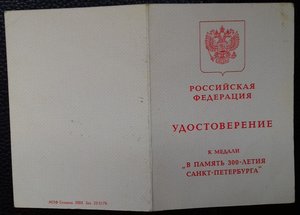 РОССИЙСКАЯ
ФЕДЕРАЦИЯ
УДОСТОВЕРЕНИЕ
К МЕДАЛИ
„В ПАМЯТЬ 300-ЛЕТИЯ
САНКТ-ПЕТЕРБУРГА"